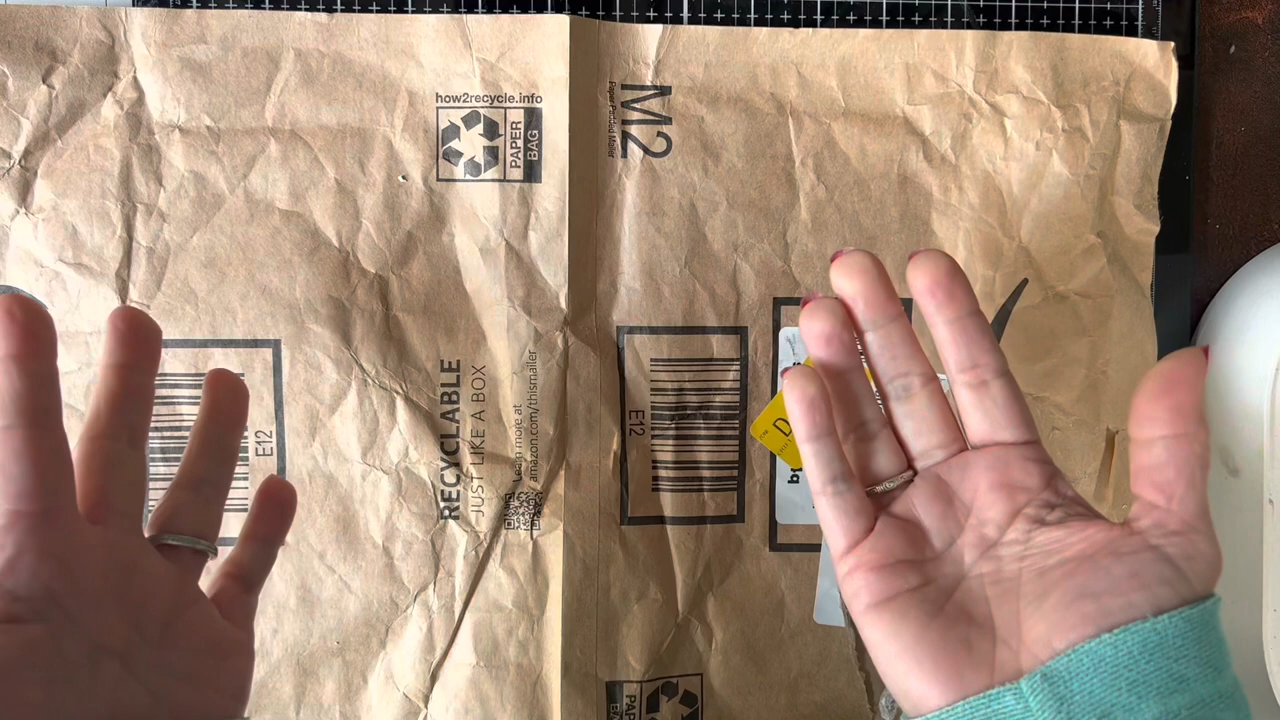 how2recycle.info
PAPER
BAG
M2
Paper Padded Mailer
E12
RECYCLABLE
JUST LIKE A BOX
Learn more at
amazon.com/thismailer
E12
D